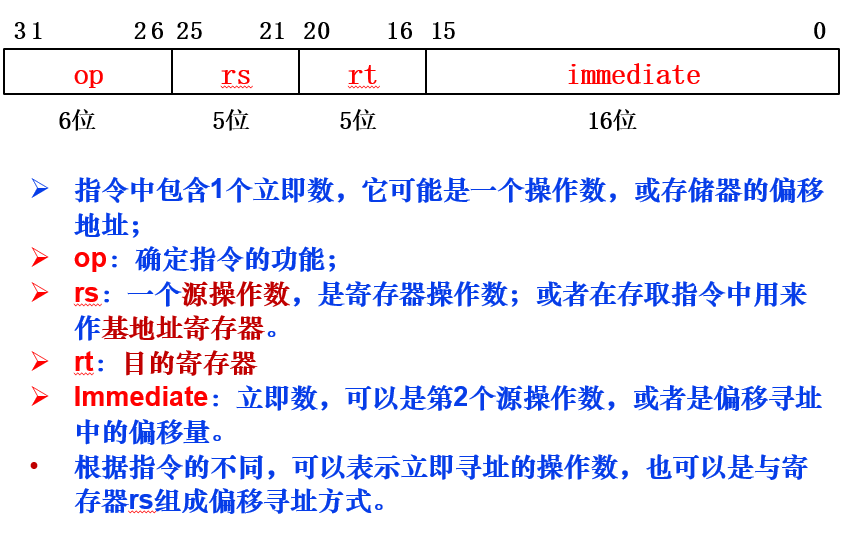 31 26 25 21 20 16 15 0
op rs rt immediate
6位 5位 5位 16位
指令中包含1个立即数，它可能是一个操作数，或存储器的偏移
地址；
op：确定指令的功能；
rs：一个源操作数，是寄存器操作数；或者在存取指令中用来
作基地址寄存器。
rt：目的寄存器
Immediate：立即数，可以是第2个源操作数，或者是偏移寻址
中的偏移量。
根据指令的不同，可以表示立即寻址的操作数，也可以是与寄
存器rs组成偏移寻址方式。